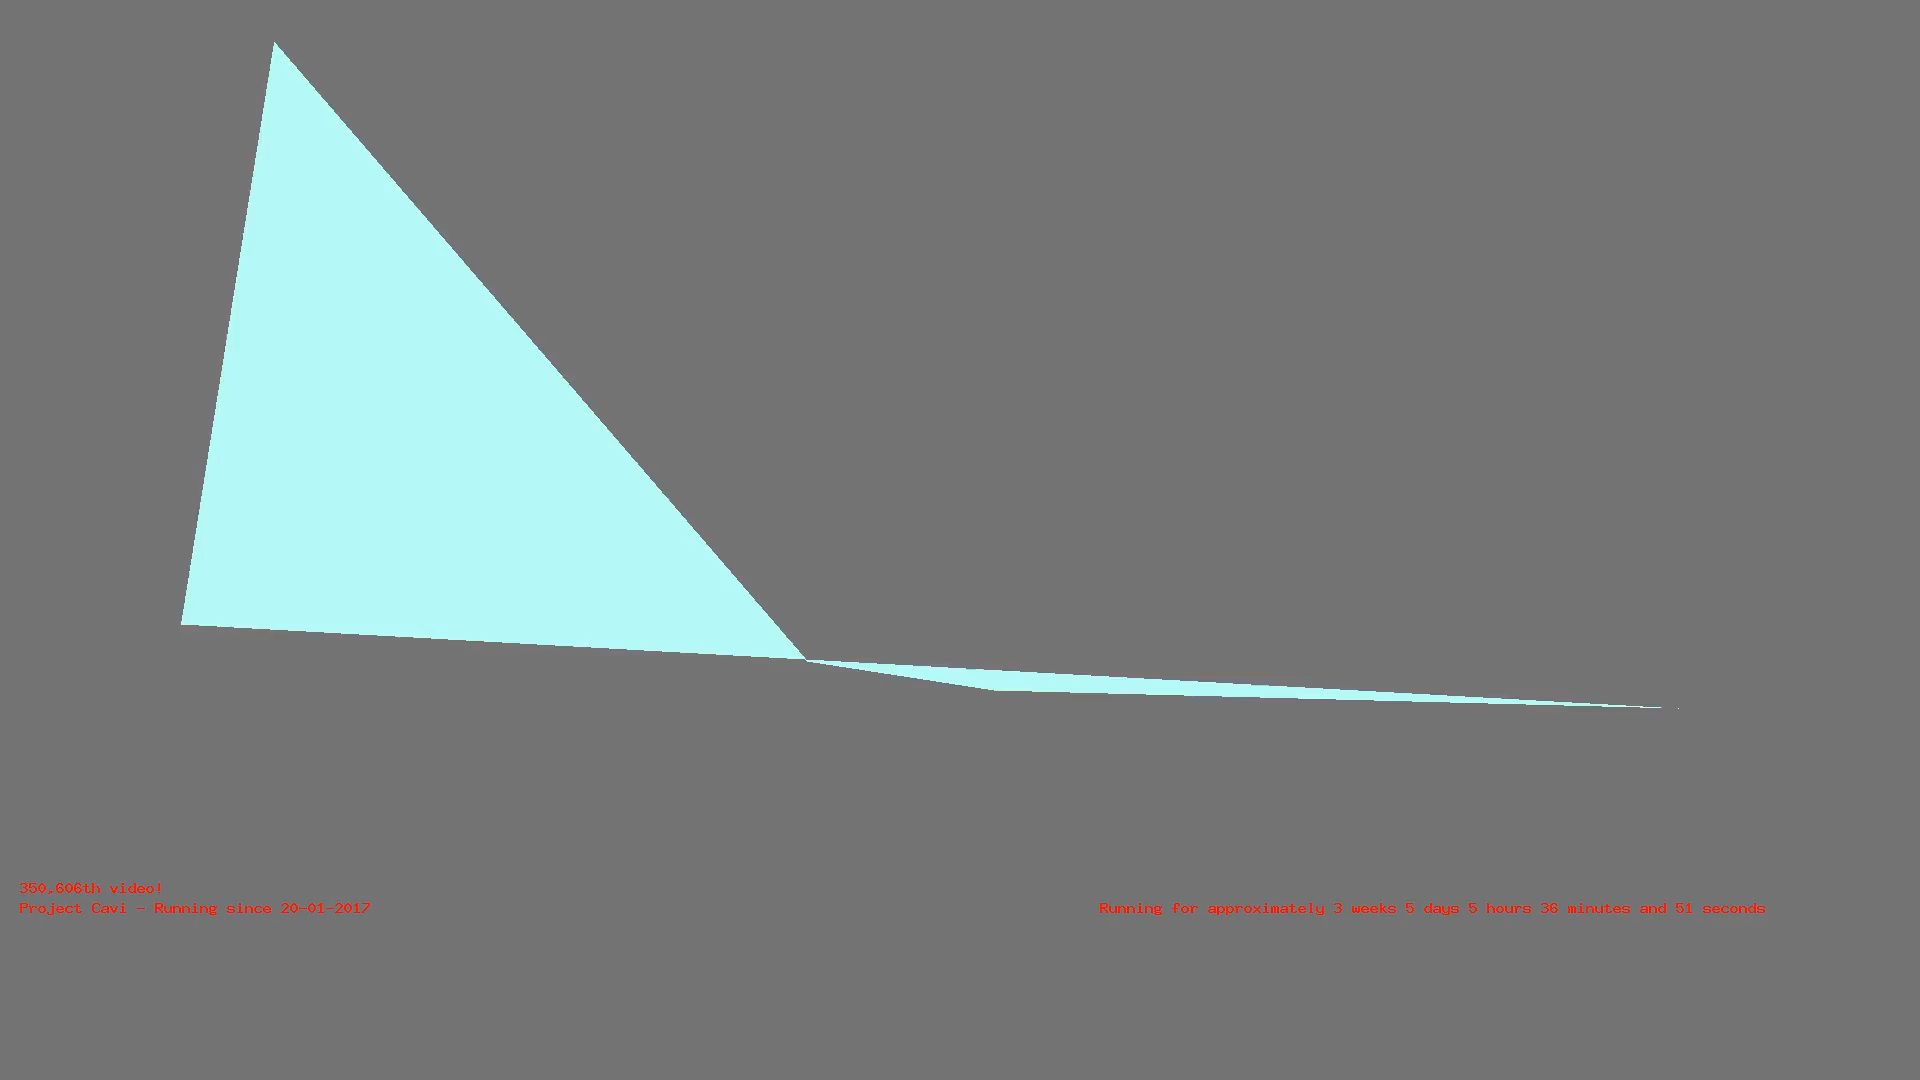 350,606th video!
Project Cavi - Running since 20-01-2017
Running for approximately 3 weeks 5 days 5 hours 36 minutes and 51 seconds